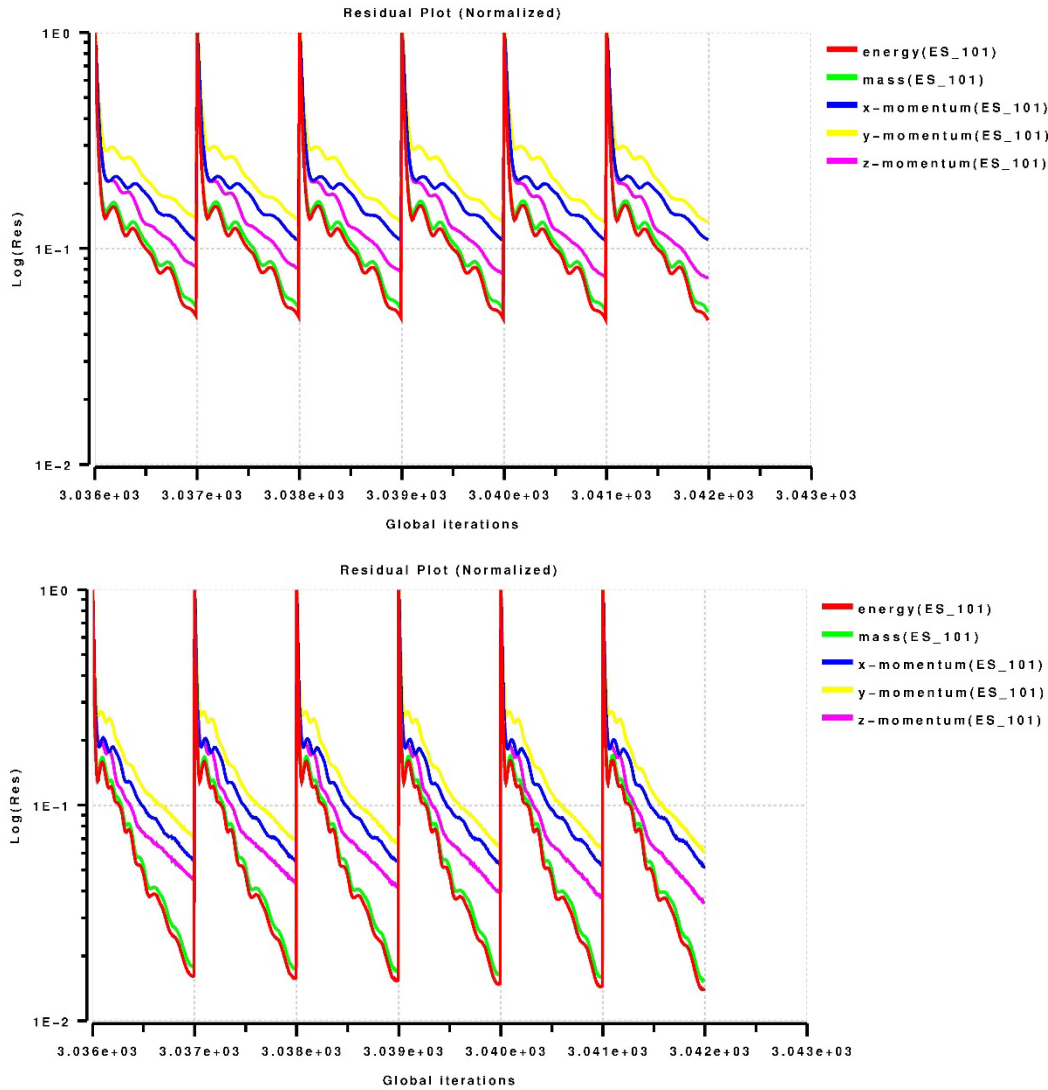 Residual Plot (Normalized)
1E0
1E-1
1E-2
Log(Res)
energy(ES_101)
mass(ES_101)
x-momentum(ES_101)
y-momentum(ES_101)
z-momentum(ES_101)
3.036e+03 3.037e+03 3.038e+03 3.039e+03 3.040e+03 3.041e+03 3.042e+03 3.043e+03
Global iterations
Residual Plot (Normalized)
1E0
1E-1
1E-2
Log(Res)
energy(ES_101)
mass(ES_101)
x-momentum(ES_101)
y-momentum(ES_101)
z-momentum(ES_101)
3.036e+03 3.037e+03 3.038e+03 3.039e+03 3.040e+03 3.041e+03 3.042e+03 3.043e+03
Global iterations